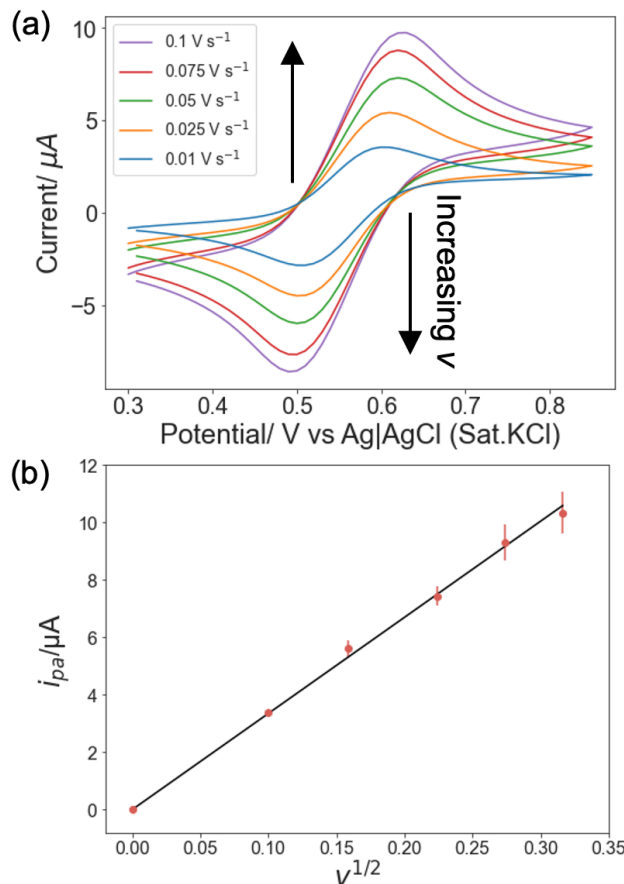 (a)
10
5
0
−5
Current/ μA
0.1 V s⁻¹
0.075 V s⁻¹
0.05 V s⁻¹
0.025 V s⁻¹
0.01 V s⁻¹
Increasing v
0.3 0.4 0.5 0.6 0.7 0.8
Potential/ V vs Ag|AgCl (Sat.KCl)
(b)
12
10
8
6
4
2
0
iₚₐ/μA
0.00 0.05 0.10 0.15 0.20 0.25 0.30 0.35
v¹ᐟ²